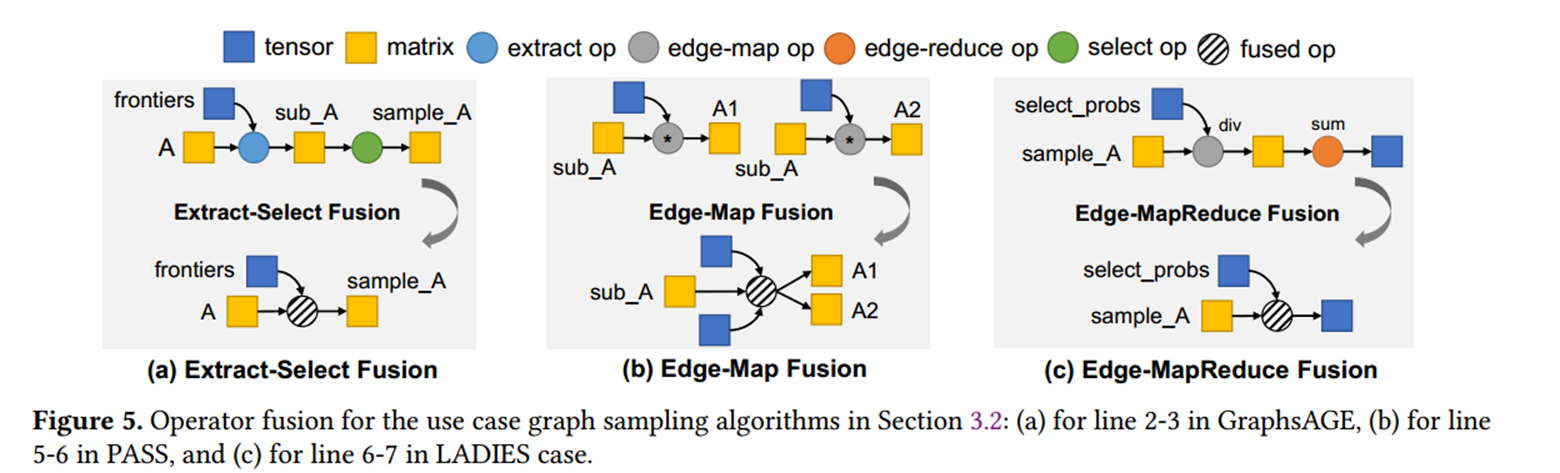 tensor matrix extract op edge-map op edge-reduce op select op fused op
frontiers
sub_A sample_A
A
Extract-Select Fusion
frontiers
sample_A
A
(a) Extract-Select Fusion
A1 A2
* *
sub_A sub_A
Edge-Map Fusion
A1
sub_A
A2
(b) Edge-Map Fusion
select_probs
div sum
sample_A
Edge-MapReduce Fusion
select_probs
sample_A
(c) Edge-MapReduce Fusion
Figure 5. Operator fusion for the use case graph sampling algorithms in Section 3.2: (a) for line 2-3 in GraphsAGE, (b) for line
5-6 in PASS, and (c) for line 6-7 in LADIES case.